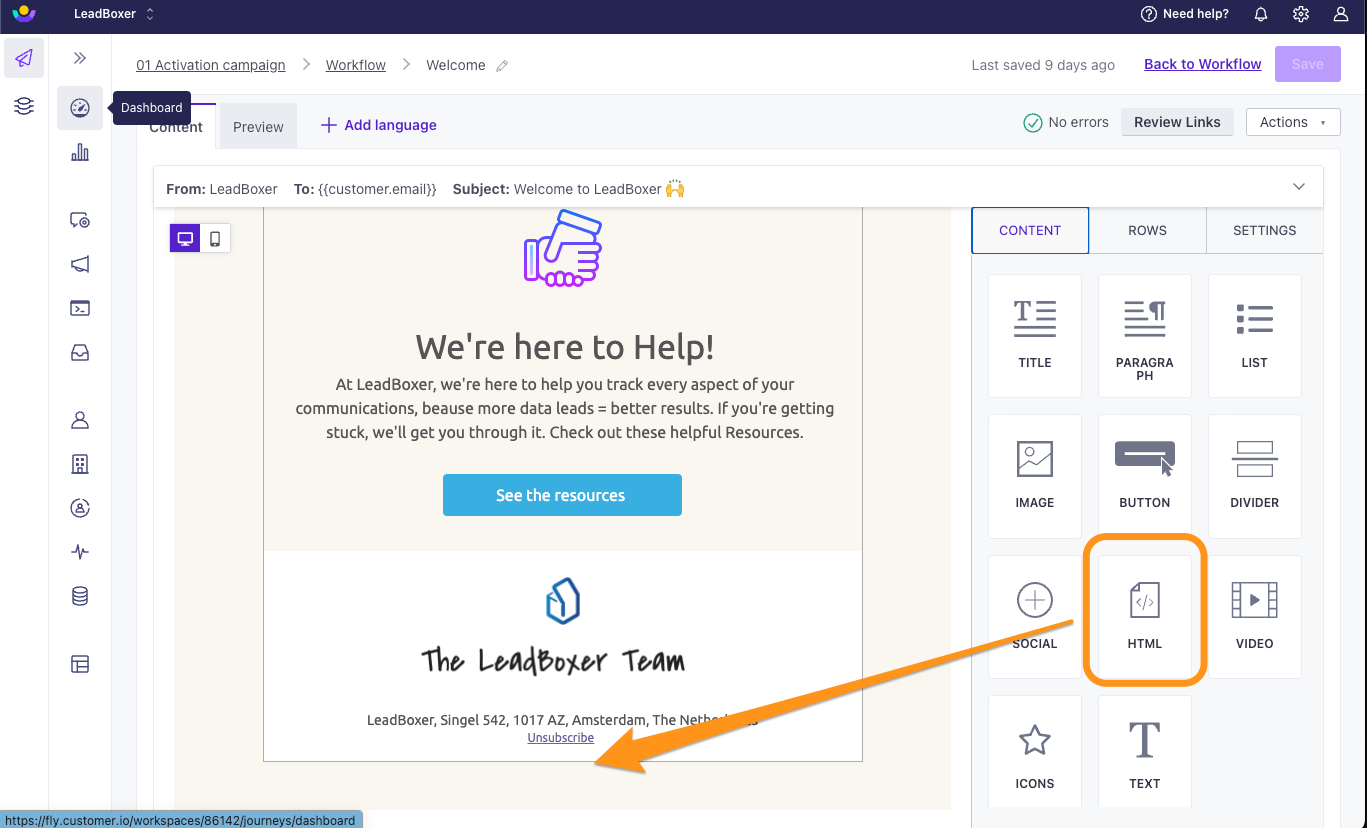 LeadBoxer
Need help?
01 Activation campaign
Workflow
Welcome
Last saved 9 days ago
Back to Workflow
Save
Dashboard
Content
Preview
Add language
No errors
Review Links
Actions
From: LeadBoxer To: {{customer.email}} Subject: Welcome to LeadBoxer 🙌
CONTENT
ROWS
SETTINGS
We're here to Help!
At LeadBoxer, we're here to help you track every aspect of your
communications, beause more data leads = better results. If you're getting
stuck, we'll get you through it. Check out these helpful Resources.
See the resources
The LeadBoxer Team
LeadBoxer, Singel 542, 1017 AZ, Amsterdam, The
Unsubscribe
TITLE
PARAGRA
PH
LIST
IMAGE
BUTTON
DIVIDER
SOCIAL
HTML
VIDEO
ICONS
TEXT
https://fly.customer.io/workspaces/86142/journeys/dashboard